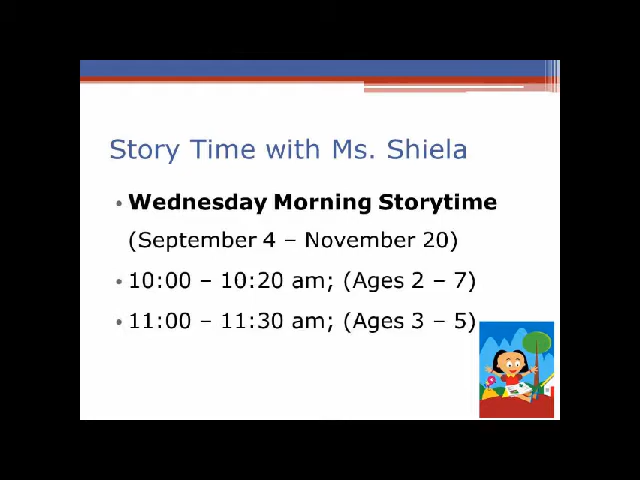 Story Time with Ms. Shiela
• Wednesday Morning Storytime
(September 4 – November 20)
• 10:00 – 10:20 am; (Ages 2 – 7)
• 11:00 – 11:30 am; (Ages 3 – 5)